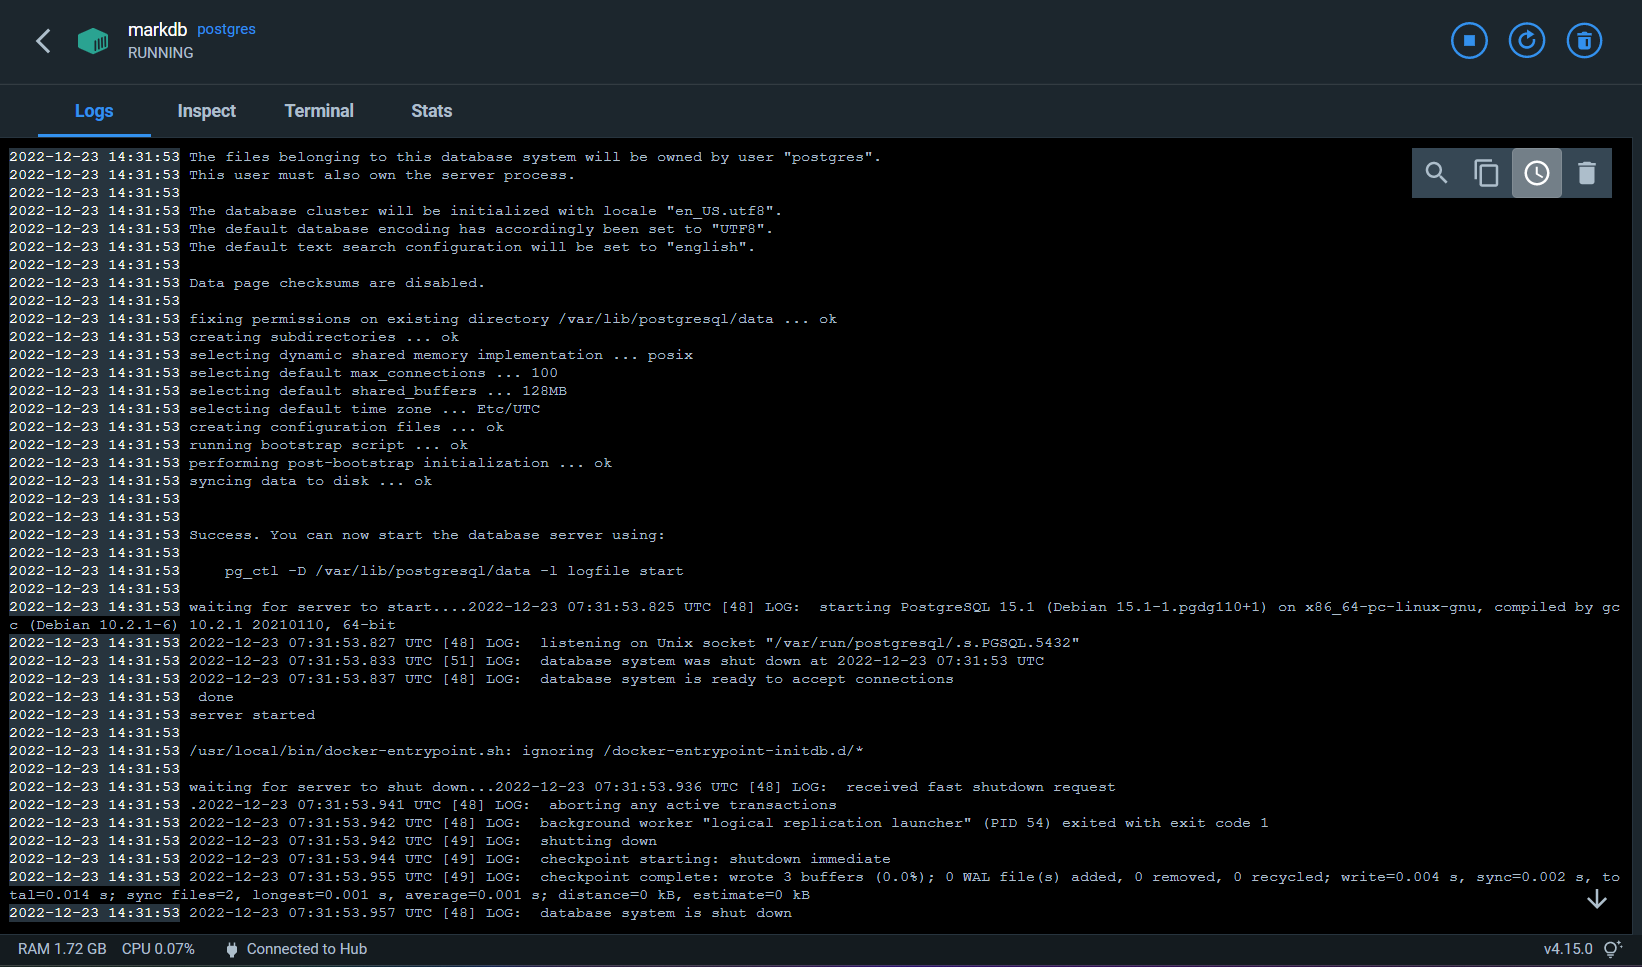 markdb postgres
RUNNING
Logs Inspect Terminal Stats
2022-12-23 14:31:53 The files belonging to this database system will be owned by user "postgres".
2022-12-23 14:31:53 This user must also own the server process.
2022-12-23 14:31:53
2022-12-23 14:31:53 The database cluster will be initialized with locale "en_US.utf8".
2022-12-23 14:31:53 The default database encoding has accordingly been set to "UTF8".
2022-12-23 14:31:53 The default text search configuration will be set to "english".
2022-12-23 14:31:53
2022-12-23 14:31:53 Data page checksums are disabled.
2022-12-23 14:31:53
2022-12-23 14:31:53 fixing permissions on existing directory /var/lib/postgresql/data ... ok
2022-12-23 14:31:53 creating subdirectories ... ok
2022-12-23 14:31:53 selecting dynamic shared memory implementation ... posix
2022-12-23 14:31:53 selecting default max_connections ... 100
2022-12-23 14:31:53 selecting default shared_buffers ... 128MB
2022-12-23 14:31:53 selecting default time zone ... Etc/UTC
2022-12-23 14:31:53 creating configuration files ... ok
2022-12-23 14:31:53 running bootstrap script ... ok
2022-12-23 14:31:53 performing post-bootstrap initialization ... ok
2022-12-23 14:31:53 syncing data to disk ... ok
2022-12-23 14:31:53
2022-12-23 14:31:53
2022-12-23 14:31:53 Success. You can now start the database server using:
2022-12-23 14:31:53
2022-12-23 14:31:53     pg_ctl -D /var/lib/postgresql/data -l logfile start
2022-12-23 14:31:53
2022-12-23 14:31:53 waiting for server to start....2022-12-23 07:31:53.825 UTC [48] LOG:  starting PostgreSQL 15.1 (Debian 15.1-1.pgdg110+1) on x86_64-pc-linux-gnu, compiled by gc
c (Debian 10.2.1-6) 10.2.1 20210110, 64-bit
2022-12-23 14:31:53 2022-12-23 07:31:53.827 UTC [48] LOG:  listening on Unix socket "/var/run/postgresql/.s.PGSQL.5432"
2022-12-23 14:31:53 2022-12-23 07:31:53.833 UTC [51] LOG:  database system was shut down at 2022-12-23 07:31:53 UTC
2022-12-23 14:31:53 2022-12-23 07:31:53.837 UTC [48] LOG:  database system is ready to accept connections
2022-12-23 14:31:53  done
2022-12-23 14:31:53 server started
2022-12-23 14:31:53
2022-12-23 14:31:53 /usr/local/bin/docker-entrypoint.sh: ignoring /docker-entrypoint-initdb.d/*
2022-12-23 14:31:53
2022-12-23 14:31:53 waiting for server to shut down...2022-12-23 07:31:53.936 UTC [48] LOG:  received fast shutdown request
2022-12-23 14:31:53 .2022-12-23 07:31:53.941 UTC [48] LOG:  aborting any active transactions
2022-12-23 14:31:53 2022-12-23 07:31:53.942 UTC [48] LOG:  background worker "logical replication launcher" (PID 54) exited with exit code 1
2022-12-23 14:31:53 2022-12-23 07:31:53.942 UTC [49] LOG:  shutting down
2022-12-23 14:31:53 2022-12-23 07:31:53.944 UTC [49] LOG:  checkpoint starting: shutdown immediate
2022-12-23 14:31:53 2022-12-23 07:31:53.955 UTC [49] LOG:  checkpoint complete: wrote 3 buffers (0.0%); 0 WAL file(s) added, 0 removed, 0 recycled; write=0.004 s, sync=0.002 s, to
tal=0.014 s; sync files=2, longest=0.001 s, average=0.001 s; distance=0 kB, estimate=0 kB
2022-12-23 14:31:53 2022-12-23 07:31:53.957 UTC [48] LOG:  database system is shut down
RAM 1.72 GB CPU 0.07% Connected to Hub v4.15.0